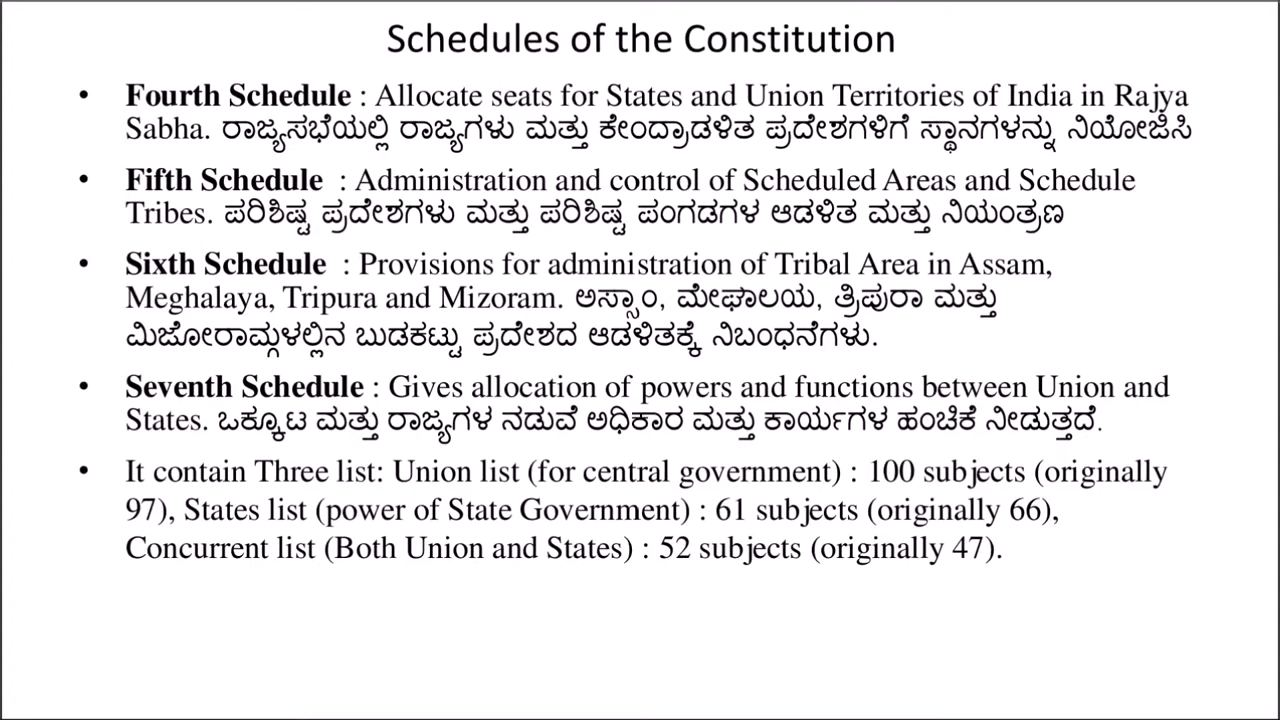 Schedules of the Constitution
• Fourth Schedule : Allocate seats for States and Union Territories of India in Rajya
Sabha. ರಾಜ್ಯಸಭೆಯಲ್ಲಿ ರಾಜ್ಯಗಳು ಮತ್ತು ಕೇಂದ್ರಾಡಳಿತ ಪ್ರದೇಶಗಳಿಗೆ ಸ್ಥಾನಗಳನ್ನು ನಿಯೋಜಿಸಿ
• Fifth Schedule : Administration and control of Scheduled Areas and Schedule
Tribes. ಪರಿಶಿಷ್ಟ ಪ್ರದೇಶಗಳು ಮತ್ತು ಪರಿಶಿಷ್ಟ ಪಂಗಡಗಳ ಆಡಳಿತ ಮತ್ತು ನಿಯಂತ್ರಣ
• Sixth Schedule : Provisions for administration of Tribal Area in Assam,
Meghalaya, Tripura and Mizoram. ಅಸ್ಸಾಂ, ಮೇಘಾಲಯ, ತ್ರಿಪುರಾ ಮತ್ತು
ಮಿಜೋರಾಮ್ಗಳಲ್ಲಿನ ಬುಡಕಟ್ಟು ಪ್ರದೇಶದ ಆಡಳಿತಕ್ಕೆ ನಿಬಂಧನೆಗಳು.
• Seventh Schedule : Gives allocation of powers and functions between Union and
States. ಒಕ್ಕೂಟ ಮತ್ತು ರಾಜ್ಯಗಳ ನಡುವೆ ಅಧಿಕಾರ ಮತ್ತು ಕಾರ್ಯಗಳ ಹಂಚಿಕೆ ನೀಡುತ್ತದೆ.
• It contain Three list: Union list (for central government) : 100 subjects (originally
97), States list (power of State Government) : 61 subjects (originally 66),
Concurrent list (Both Union and States) : 52 subjects (originally 47).